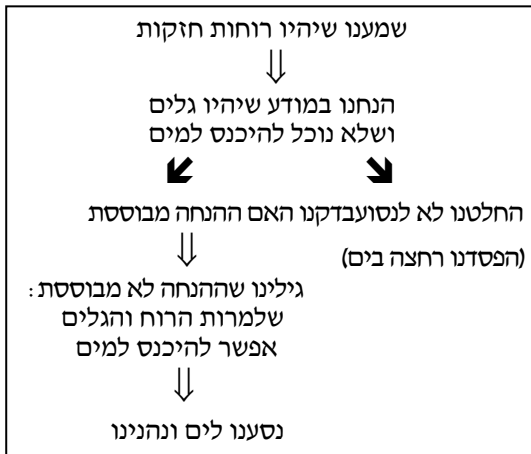 שמענו שיהיו רוחות חזקות
הנחנו במודע שיהיו גלים
ושלא נוכל להיכנס למים
החלטנו לא לנסוע
בדקנו האם ההנחה מבוססת
(הפסדנו רחצה בים)
גילינו שההנחה לא מבוססת:
שלמרות הרוח והגלים
אפשר להיכנס למים
נסענו לים ונהנינו